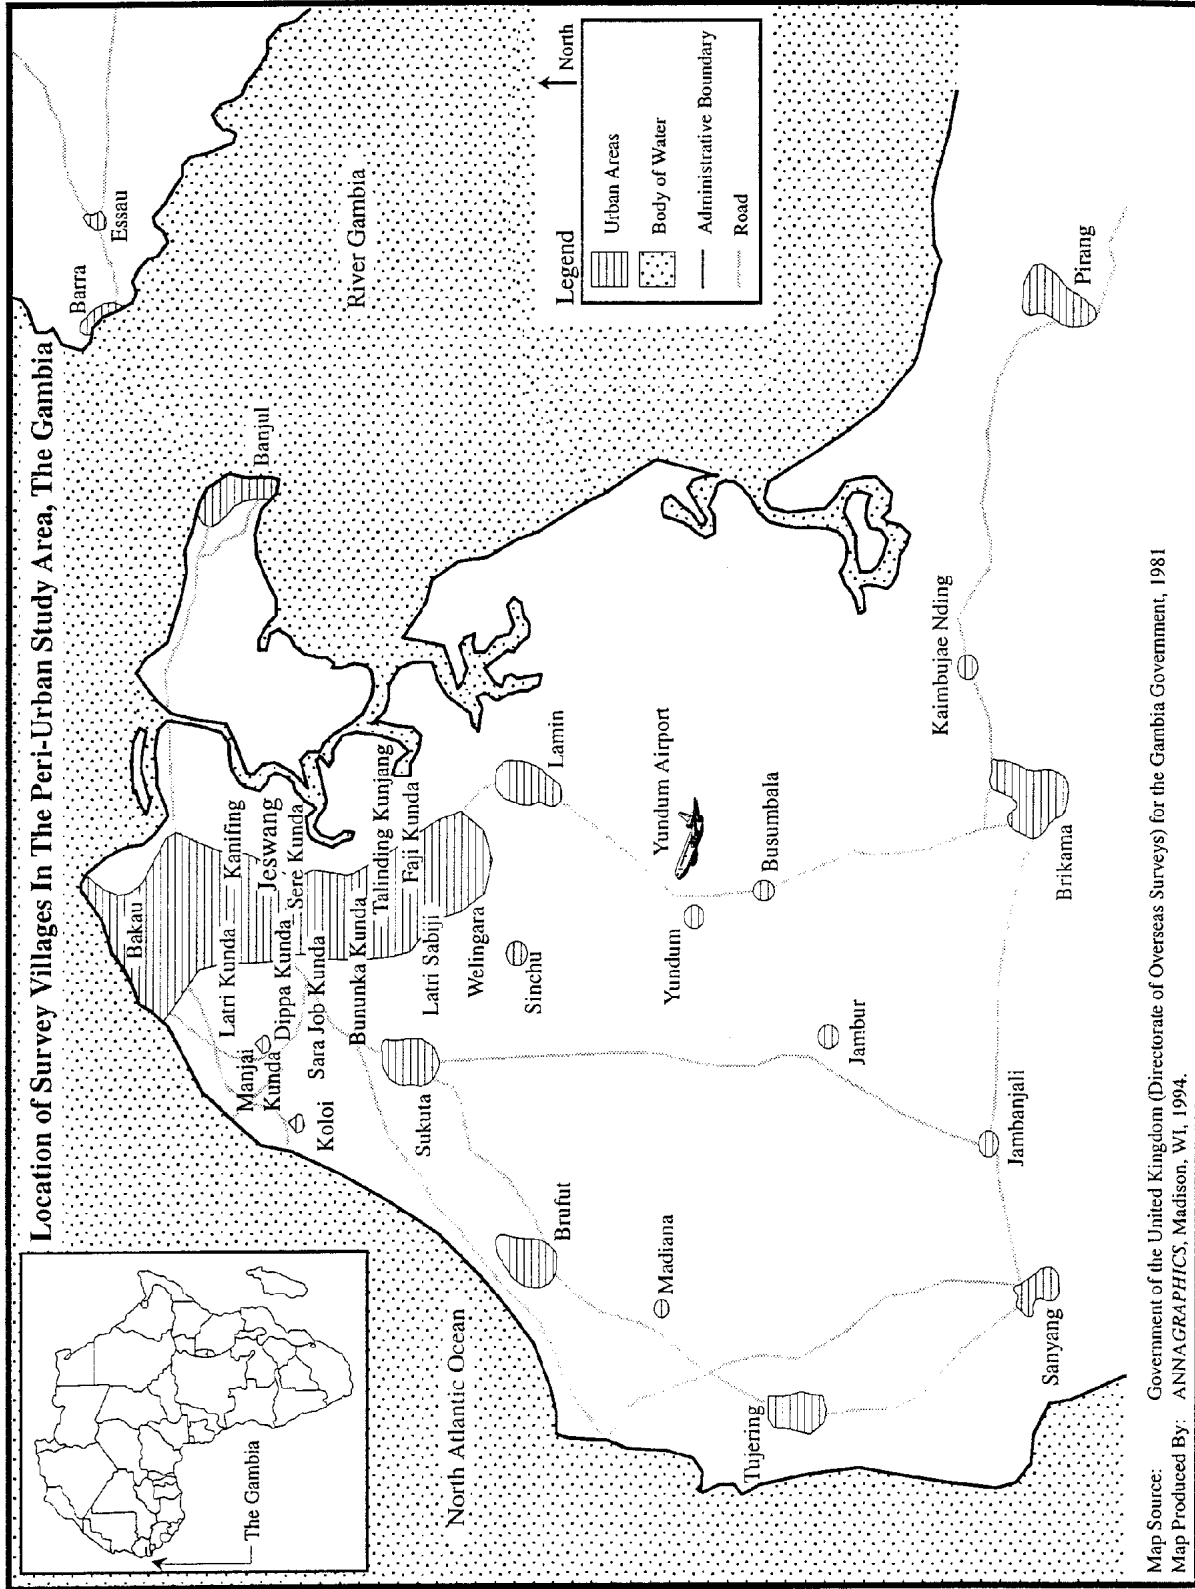 Location of Survey Villages In The Peri-Urban Study Area, The Gambia
The Gambia
North Atlantic Ocean
Barra
Essau
Banjul
River Gambia
Bakau
Latri Kunda
Kanifing
Jeswang
Manjai
Kunda
Dippa Kunda
Sere Kunda
Koloi
Sara Job Kunda
Bununka Kunda
Talinding Kunjang
Faji Kunda
Sukuta
Latri Sabiji
Welingara
Sinchu
Lamin
Brufut
Madiana
Yundum
Yundum Airport
Busumbala
Tujering
Jambur
Kaimbujae Nding
Sanyang
Jambanjali
Brikama
Pirang
Legend
North
Urban Areas
Body of Water
Administrative Boundary
Road
Map Source: Government of the United Kingdom (Directorate of Overseas Surveys) for the Gambia Government, 1981
Map Produced By: ANNAGRAPHICS, Madison, WI, 1994.